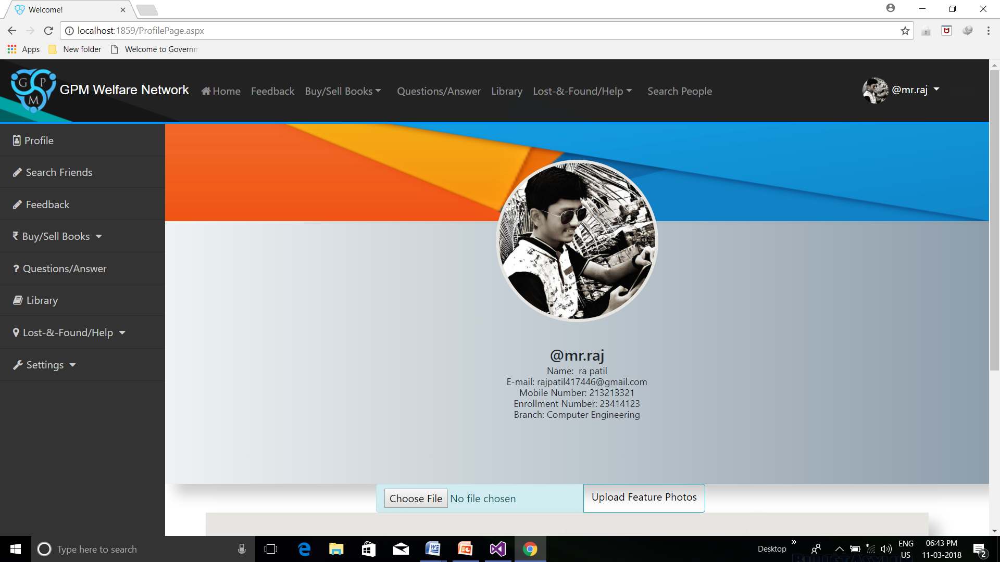 Welcome!
localhost:1859/ProfilePage.aspx
Apps New folder Welcome to Governm
G P M
GPM Welfare Network Home Feedback Buy/Sell Books Questions/Answer Library Lost-&-Found/Help Search People @mr.raj
Profile
Search Friends
Feedback
₹ Buy/Sell Books
? Questions/Answer
Library
Lost-&-Found/Help
Settings
@mr.raj
Name: ra patil
E-mail: rajpatil417446@gmail.com
Mobile Number: 213213321
Enrollment Number: 23414123
Branch: Computer Engineering
Choose File No file chosen Upload Feature Photos
Type here to search
Desktop
ENG
US
06:43 PM
11-03-2018
2